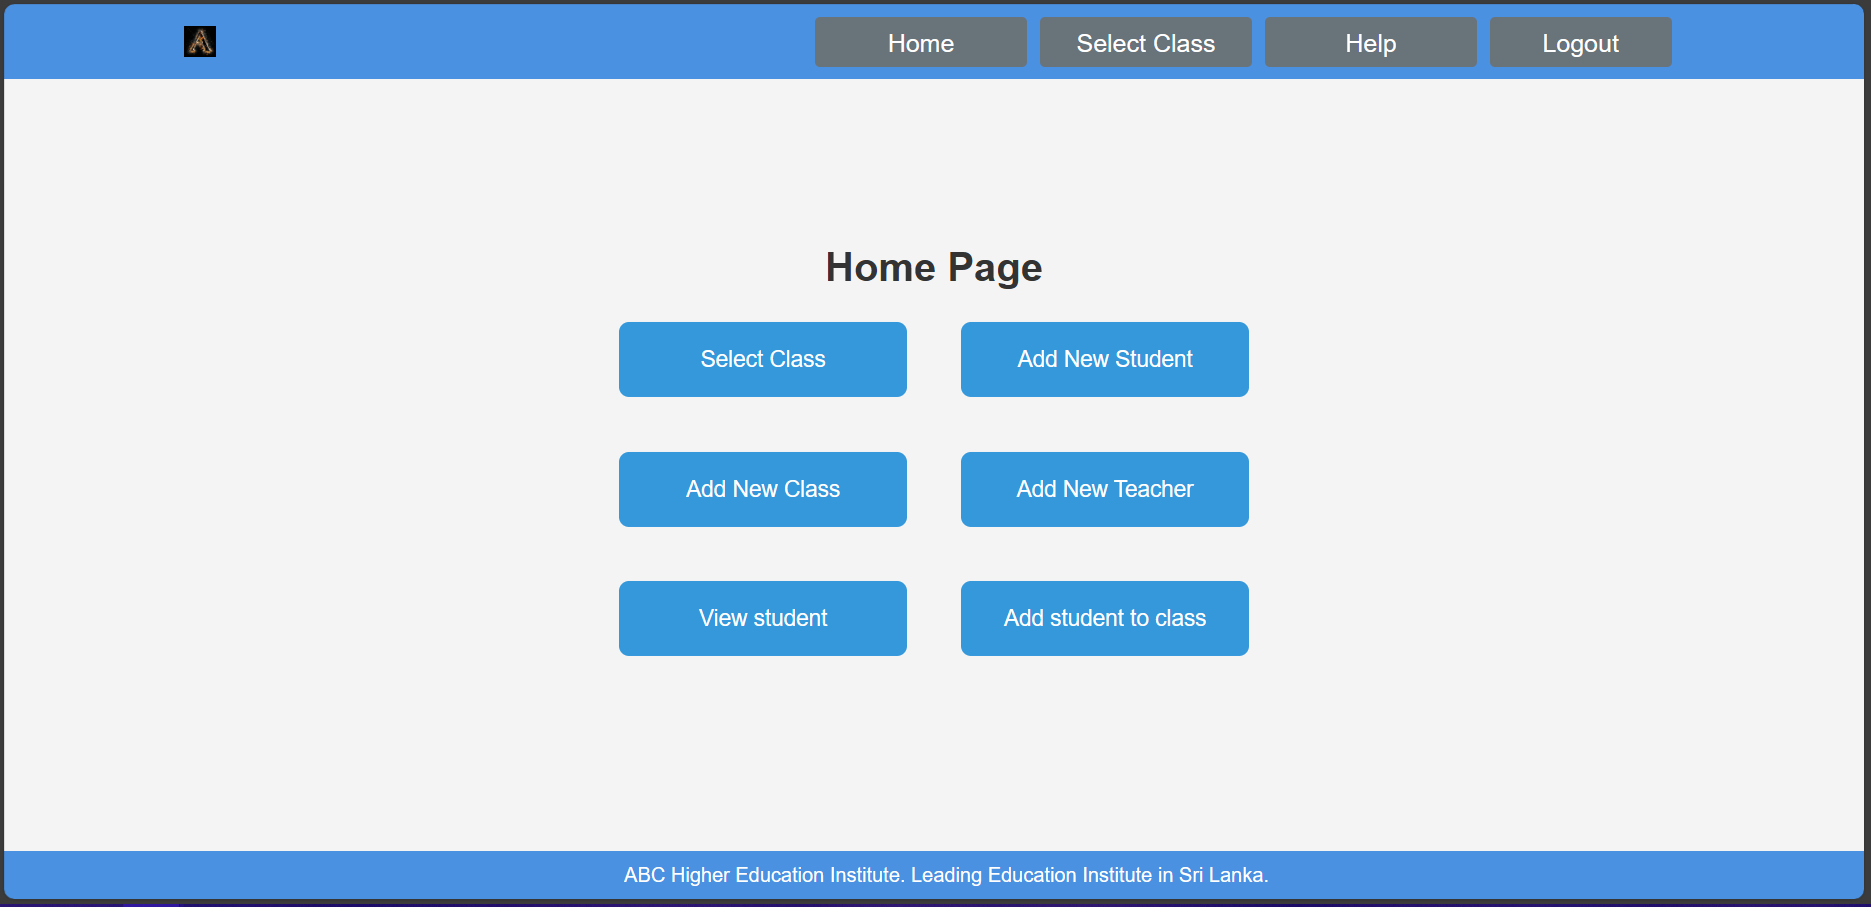 A
Home Select Class Help Logout
Home Page
Select Class Add New Student
Add New Class Add New Teacher
View student Add student to class
ABC Higher Education Institute. Leading Education Institute in Sri Lanka.